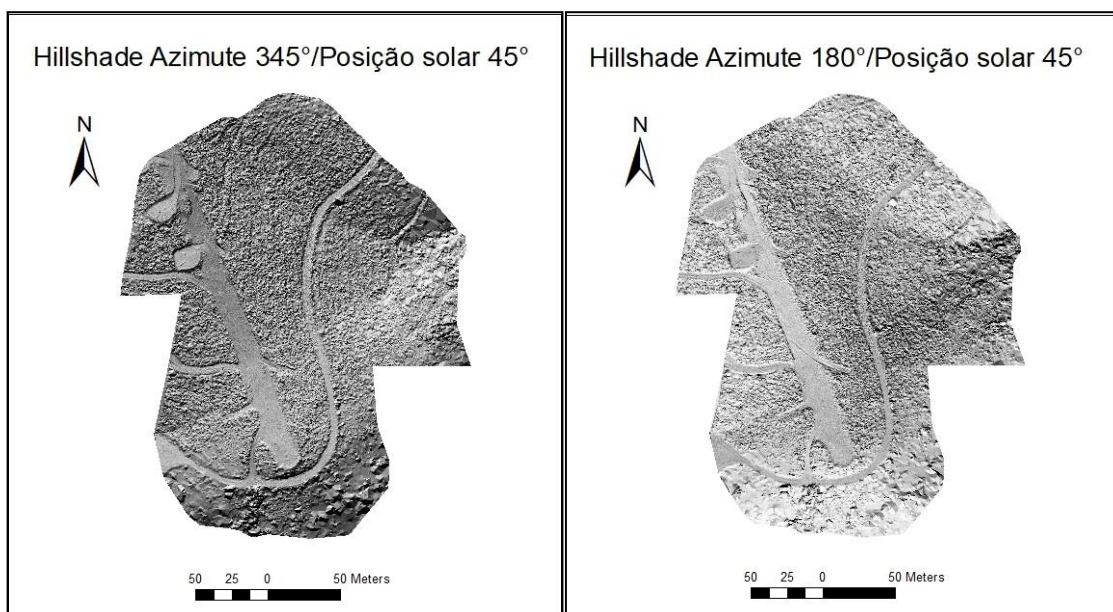 Hillshade Azimute 345°/Posição solar 45°
N
50 25 0 50 Meters
Hillshade Azimute 180°/Posição solar 45°
N
50 25 0 50 Meters